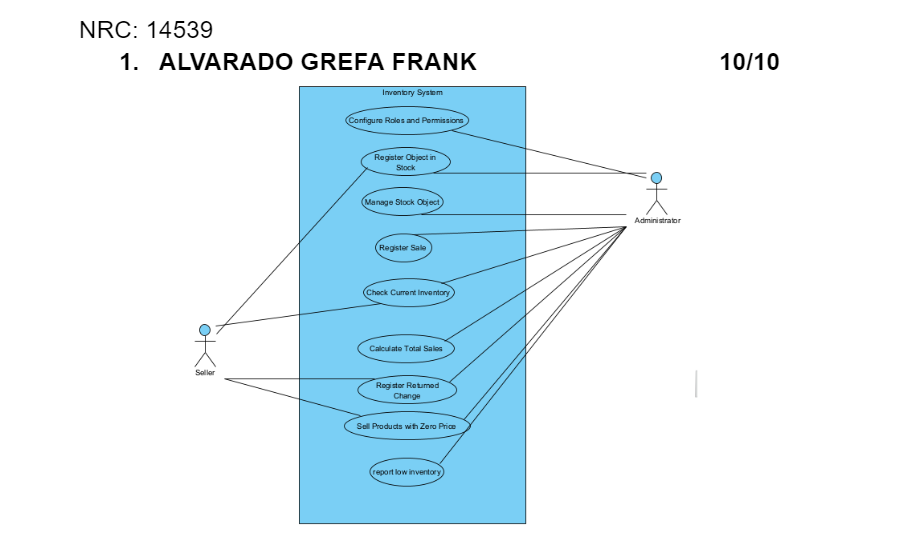 NRC: 14539
1. ALVARADO GREFA FRANK 10/10
Inventory System
Configure Roles and Permissions
Register Object in
Stock
Manage Stock Object
Administrator
Register Sale
Check Current Inventory
Calculate Total Sales
Seller
Register Returned
Change
Sell Products with Zero Price
report low inventory